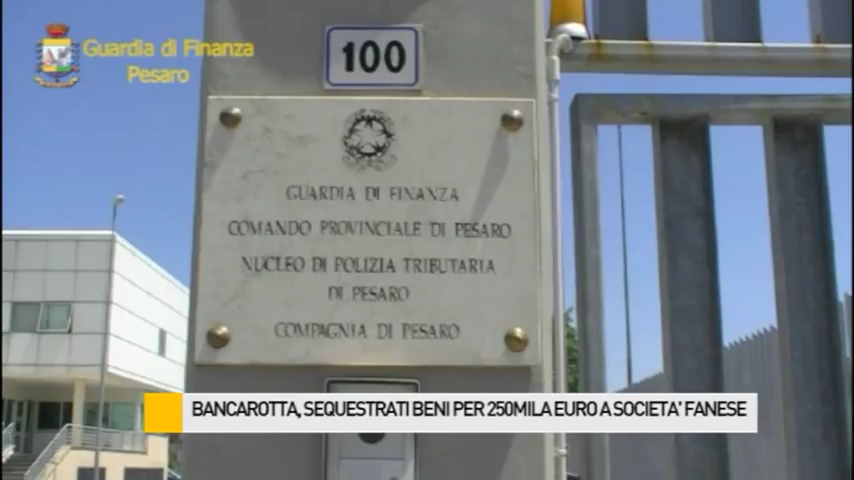 Guardia di Finanza
Pesaro
100
GUARDIA DI FINANZA
COMANDO PROVINCIALE DI PESARO
NUCLEO DI POLIZIA TRIBUTARIA
DI PESARO
COMPAGNIA DI PESARO
BANCAROTTA, SEQUESTRATI BENI PER 250MILA EURO A SOCIETA' FANESE